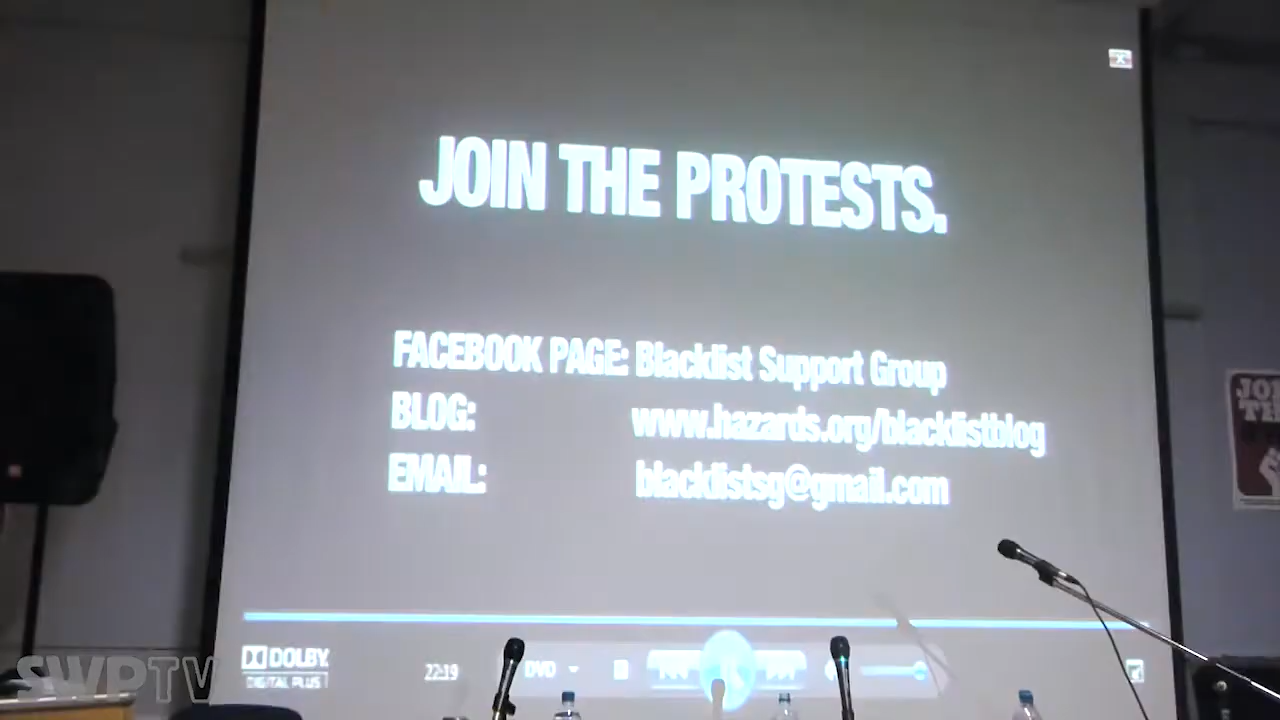 JOIN THE PROTESTS.
FACEBOOK PAGE: Blacklist Support Group
BLOG: www.hazards.org/blacklistblog
EMAIL: blacklistsg@gmail.com
DOLBY
DIGITAL PLUS
22:19
DVD
SWPTV